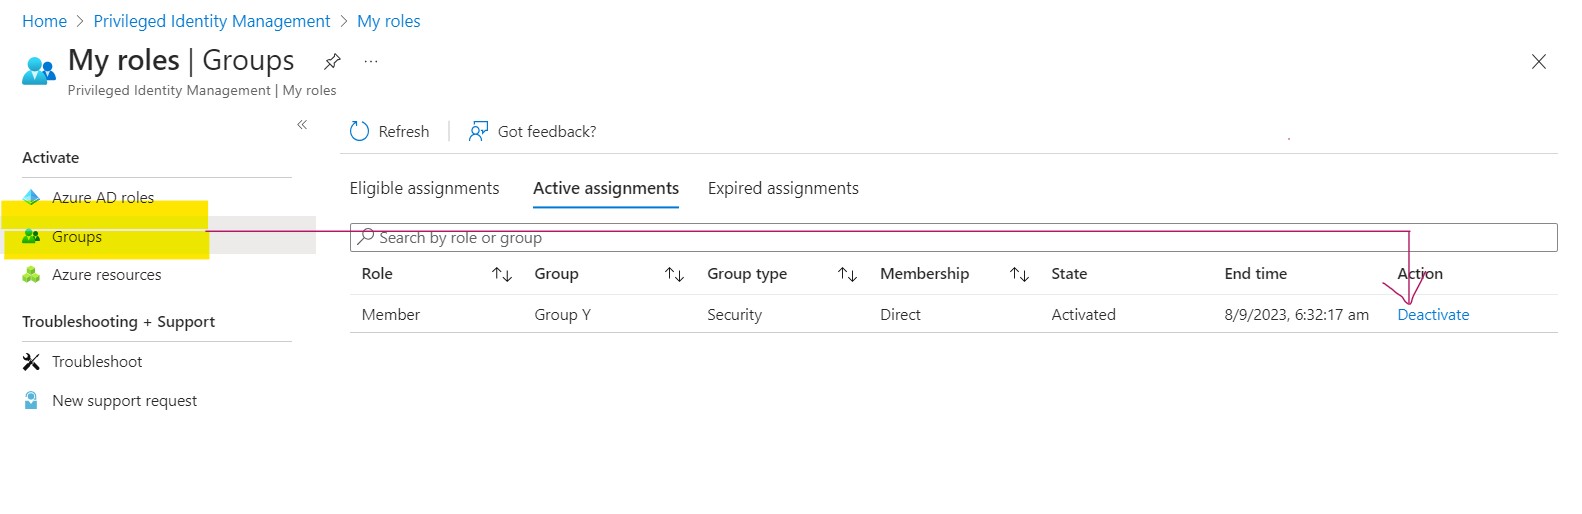 Home > Privileged Identity Management > My roles
My roles | Groups ...
Privileged Identity Management | My roles
«
Activate
Azure AD roles
Groups
Azure resources
Troubleshooting + Support
Troubleshoot
New support request
Refresh | Got feedback?
Eligible assignments Active assignments Expired assignments
Search by role or group
Role Group Group type Membership State End time Action
Member Group Y Security Direct Activated 8/9/2023, 6:32:17 am Deactivate